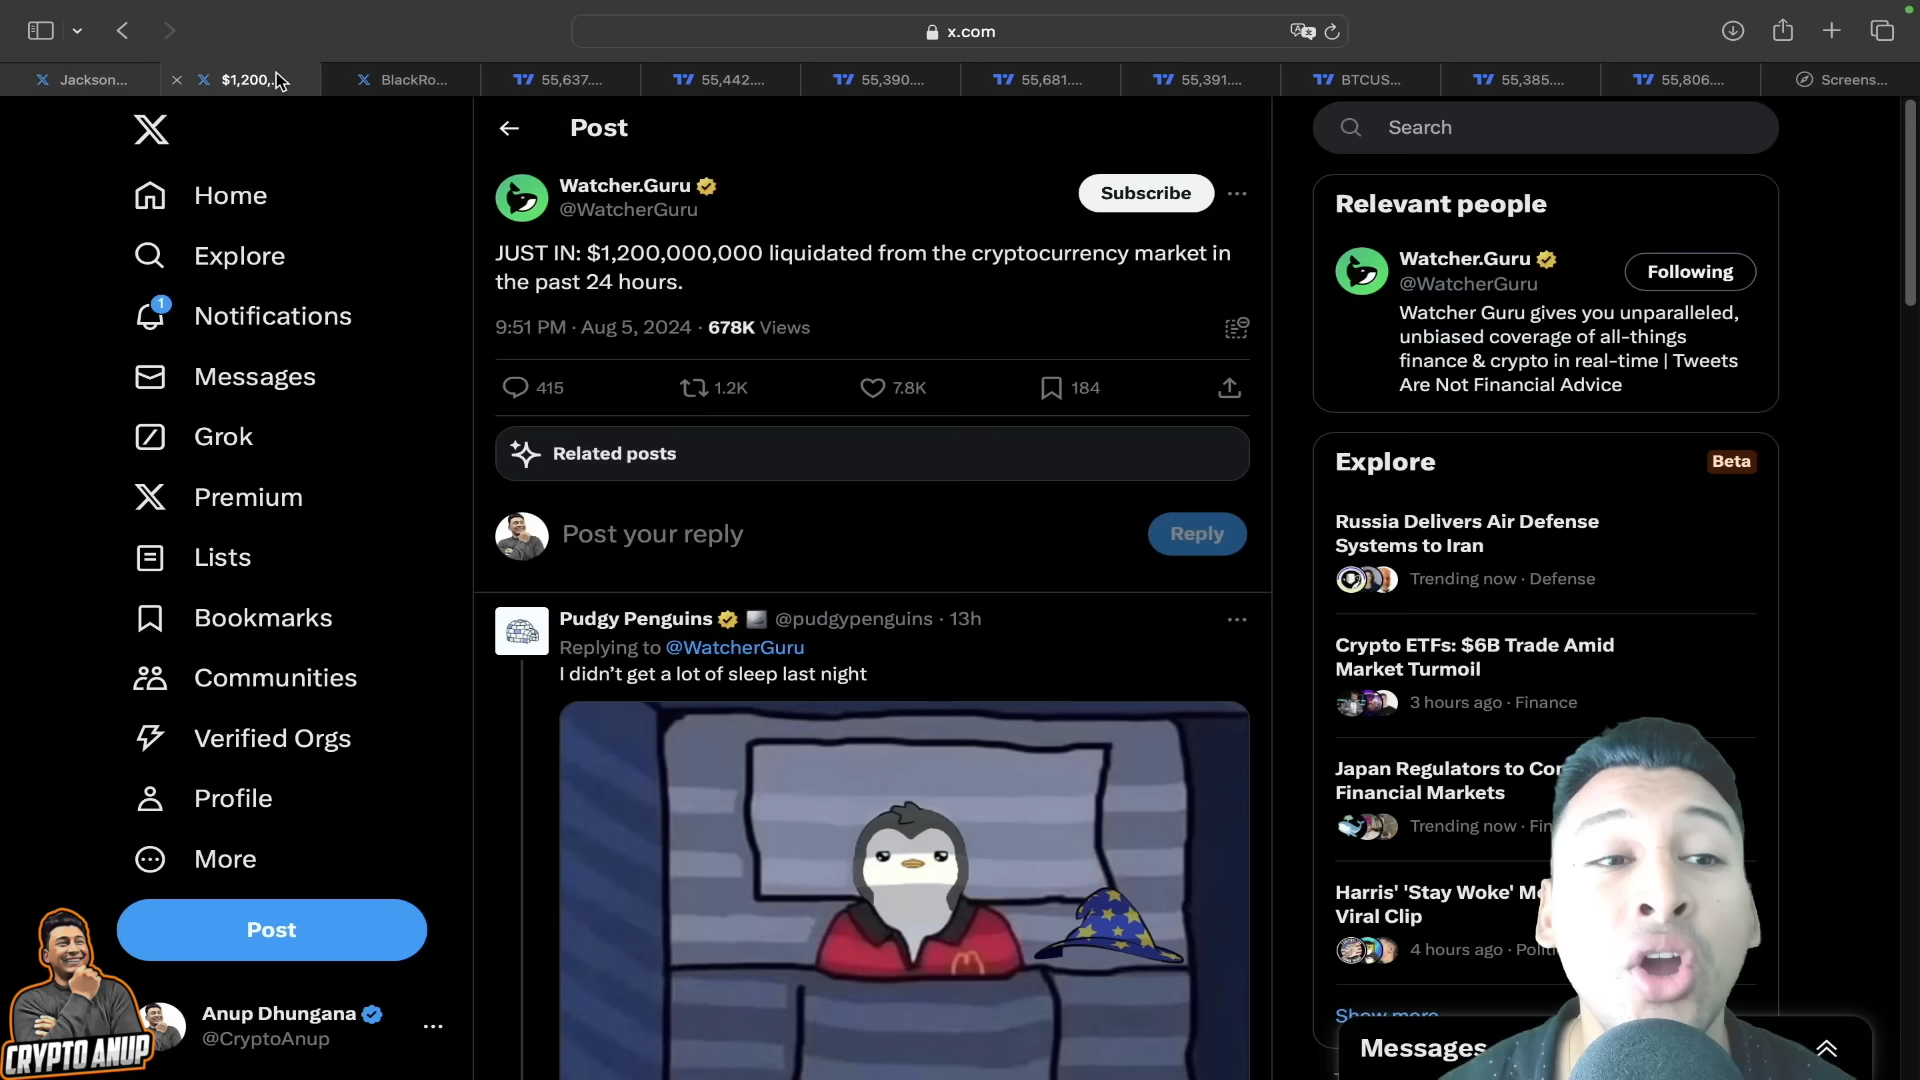 x.com
Jackson...
$1,200,...
BlackRo...
55,637....
55,442....
55,390....
55,681....
55,391....
BTCUS...
55,385....
55,806....
Screens...
Home
Explore
1
Notifications
Messages
Grok
Premium
Lists
Bookmarks
Communities
Verified Orgs
Profile
More
Post
Anup Dhungana
@CryptoAnup
CRYPTO ANUP
Post
Watcher.Guru
@WatcherGuru
Subscribe
JUST IN: $1,200,000,000 liquidated from the cryptocurrency market in
the past 24 hours.
9:51 PM · Aug 5, 2024 · 678K Views
415
1.2K
7.8K
184
Related posts
Post your reply
Reply
Pudgy Penguins @pudgypenguins · 13h
Replying to @WatcherGuru
I didn’t get a lot of sleep last night
Search
Relevant people
Watcher.Guru
@WatcherGuru
Following
Watcher Guru gives you unparalleled,
unbiased coverage of all-things
finance & crypto in real-time | Tweets
Are Not Financial Advice
Explore
Beta
Russia Delivers Air Defense
Systems to Iran
Trending now · Defense
Crypto ETFs: $6B Trade Amid
Market Turmoil
3 hours ago · Finance
Japan Regulators to
Financial Markets
Trending now ·
Harris' 'Stay Woke'
Viral Clip
4 hours ago ·
Show more
Messages